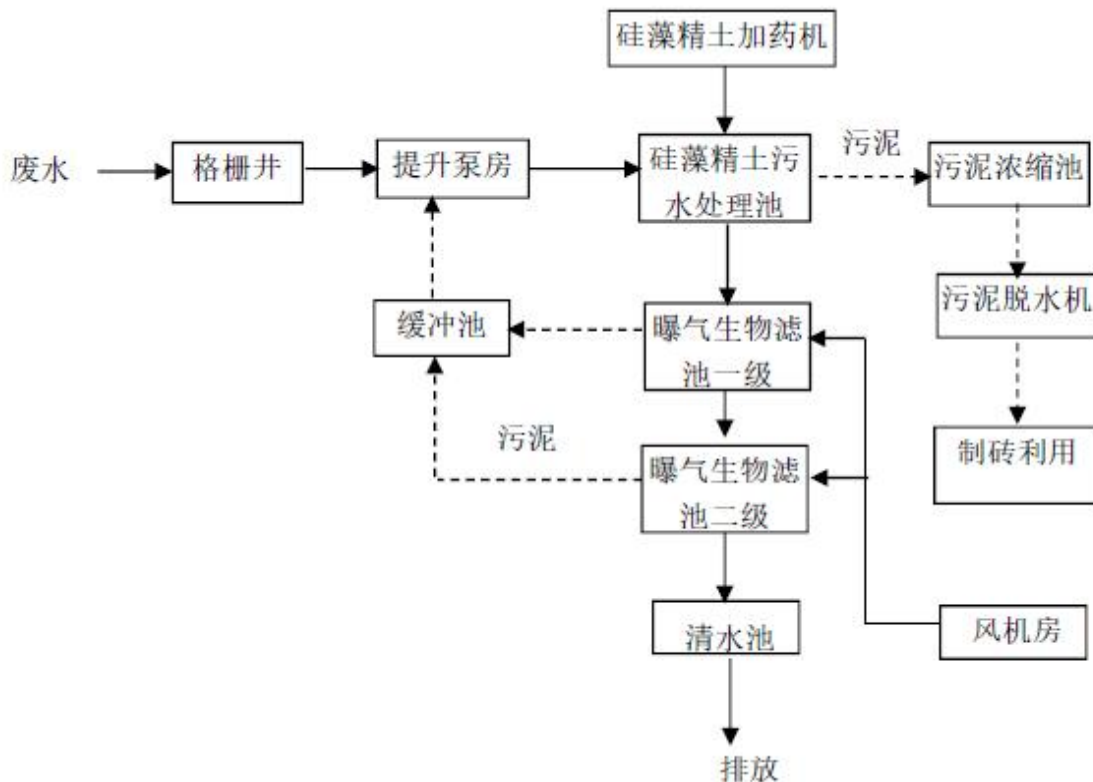 硅藻精土加药机
废水
格栅井
提升泵房
硅藻精土污
水处理池
污泥
污泥浓缩池
污泥脱水机
缓冲池
曝气生物滤
池一级
制砖利用
污泥
曝气生物滤
池二级
清水池
风机房
排放